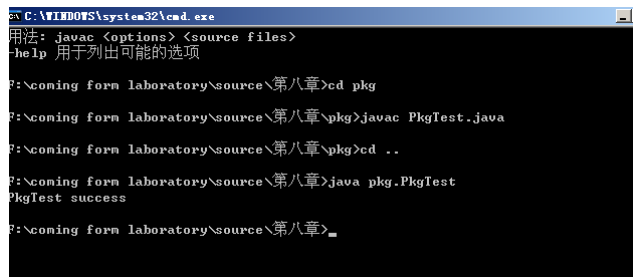 C:\WINDOWS\system32\cmd.exe
用法: javac <options> <source files>
-help 用于列出可能的选项
F:\coming form laboratory\source\第八章>cd pkg
F:\coming form laboratory\source\第八章\pkg>javac PkgTest.java
F:\coming form laboratory\source\第八章\pkg>cd ..
F:\coming form laboratory\source\第八章>java pkg.PkgTest
PkgTest success
F:\coming form laboratory\source\第八章>_